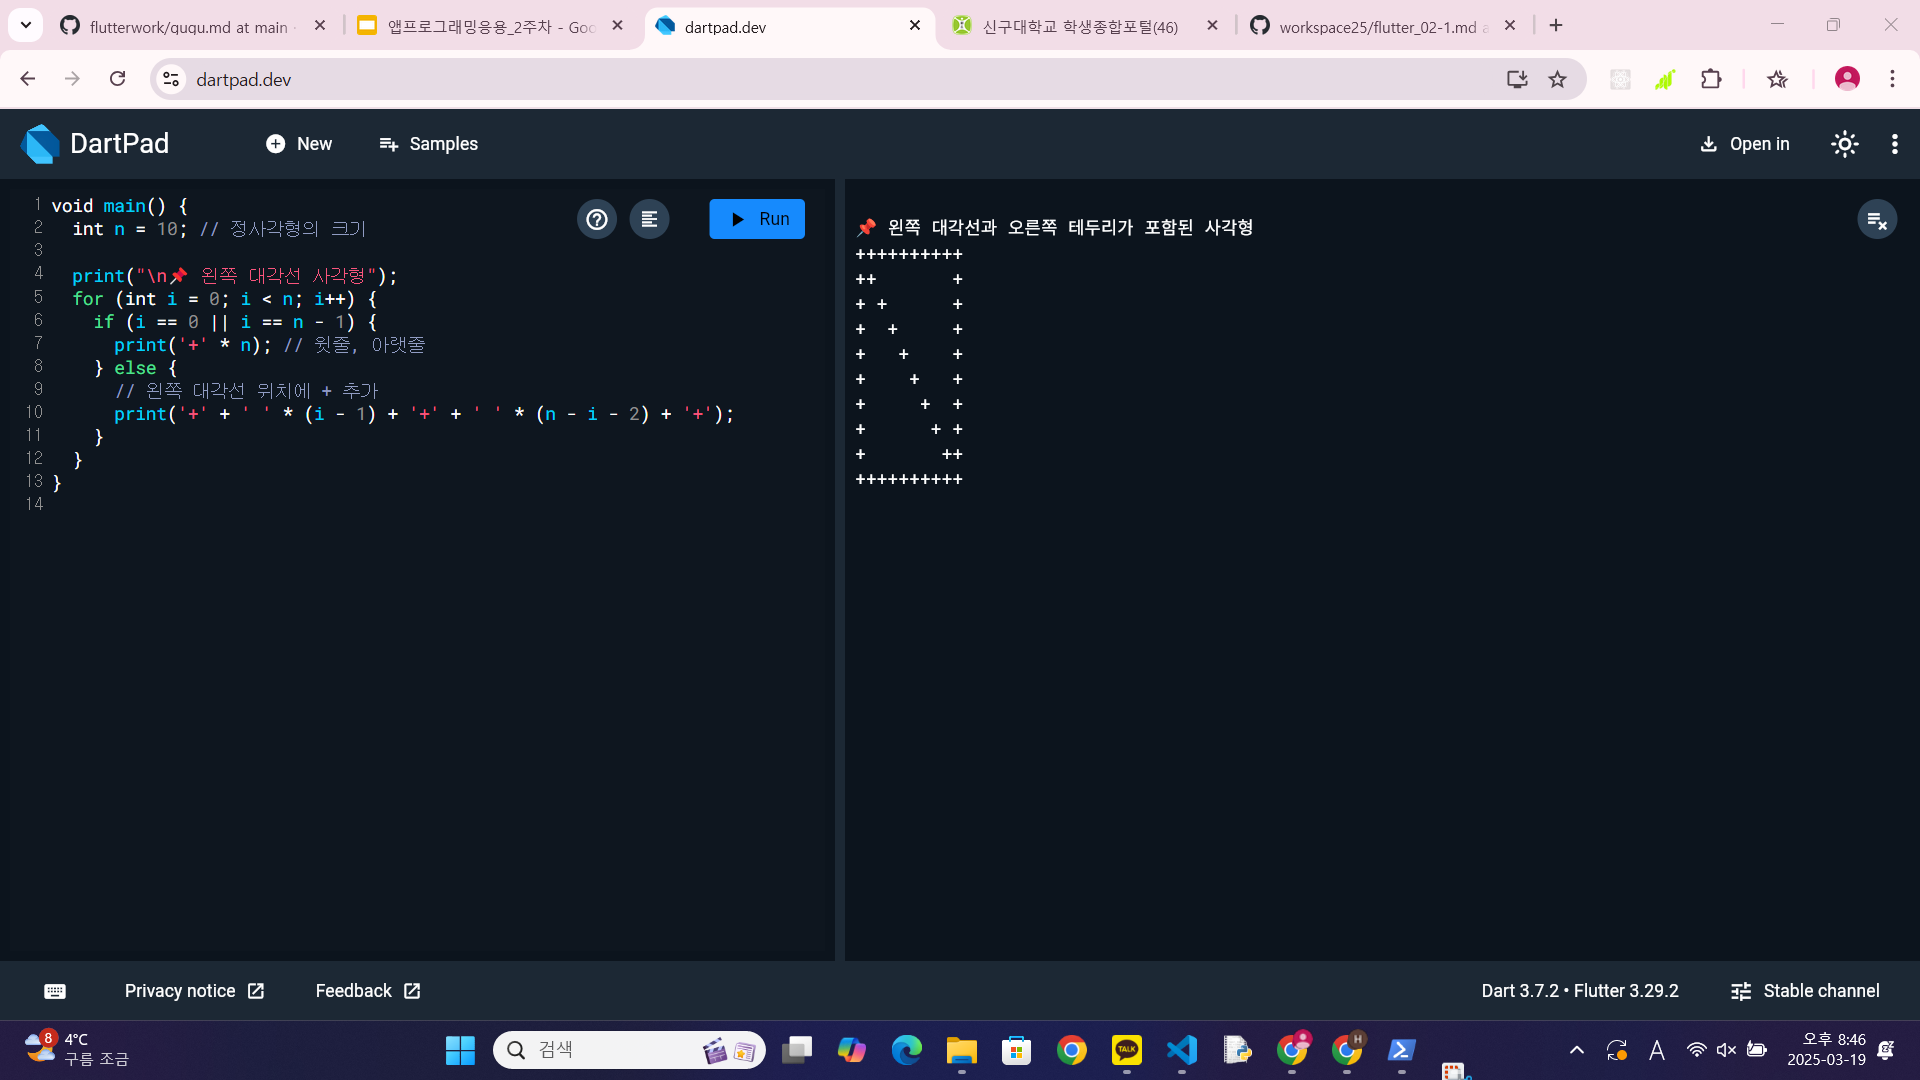 flutterwork/gugu.md at main ·
앱프로그래밍응용_2주차 - Goo
dartpad.dev
신구대학교 학생종합포털(46)
workspace25/flutter_02-1.md a
dartpad.dev
DartPad
New
Samples
Open in
1 void main() {
2   int n = 10; // 정사각형의 크기
3
4   print("\n📌 왼쪽 대각선 사각형");
5   for (int i = 0; i < n; i++) {
6     if (i == 0 || i == n - 1) {
7       print('+' * n); // 윗줄, 아랫줄
8     } else {
9       // 왼쪽 대각선 위치에 + 추가
10       print('+' + ' ' * (i - 1) + '+' + ' ' * (n - i - 2) + '+');
11     }
12   }
13 }
14
Run
📌 왼쪽 대각선과 오른쪽 테두리가 포함된 사각형
++++++++++
++       +
+ +      +
+  +     +
+   +    +
+    +   +
+     +  +
+      + +
+       ++
++++++++++
Privacy notice
Feedback
Dart 3.7.2 • Flutter 3.29.2
Stable channel
8
4°C
구름 조금
검색
TALK
H
A
오후 8:46
2025-03-19